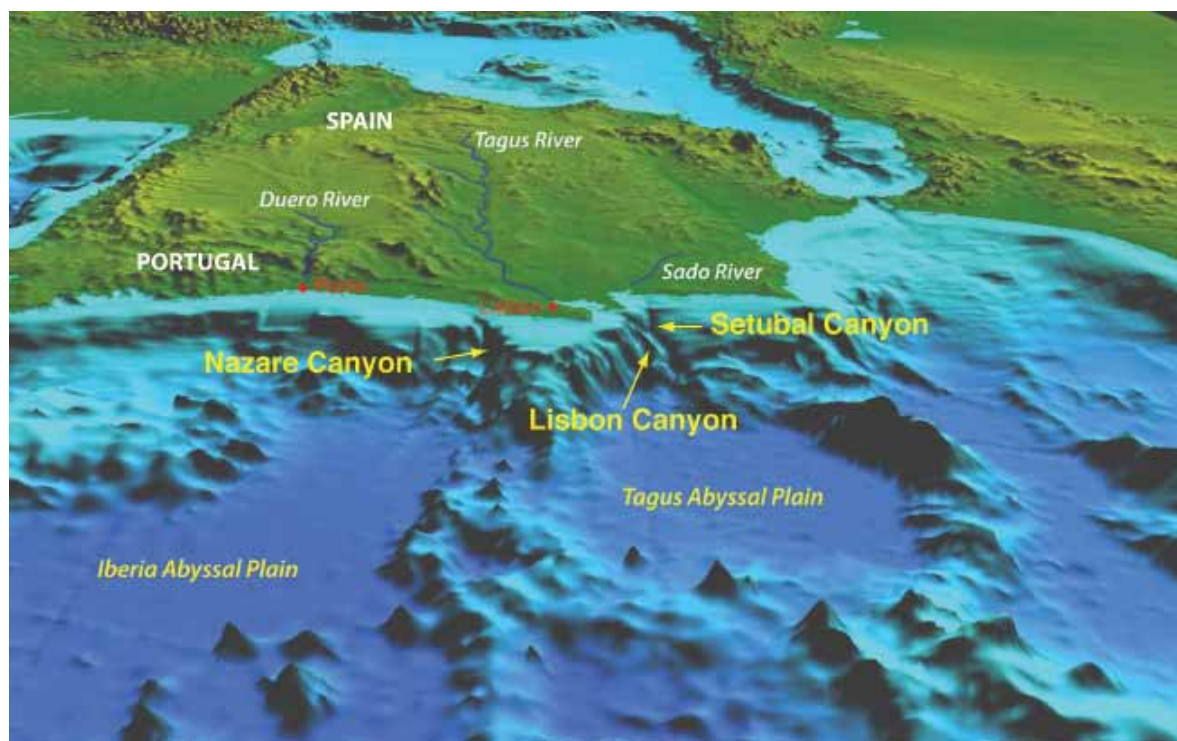 SPAIN
Tagus River
Duero River
PORTUGAL
Sado River
Setubal Canyon
Nazare Canyon
Lisbon Canyon
Tagus Abyssal Plain
Iberia Abyssal Plain